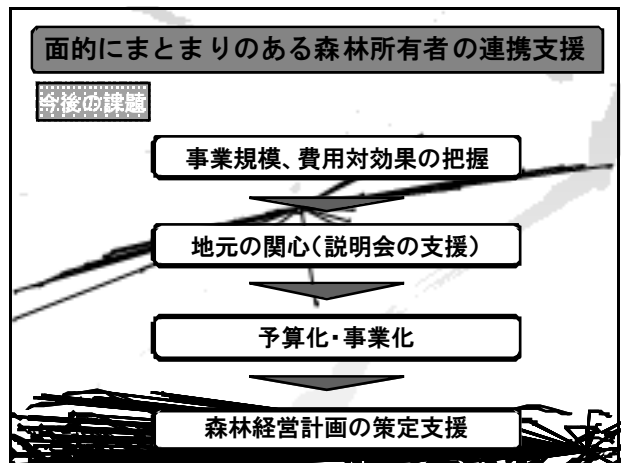 面的にまとまりのある森林所有者の連携支援
今後の課題
事業規模、費用対効果の把握
地元の関心(説明会の支援)
予算化・事業化
森林経営計画の策定支援